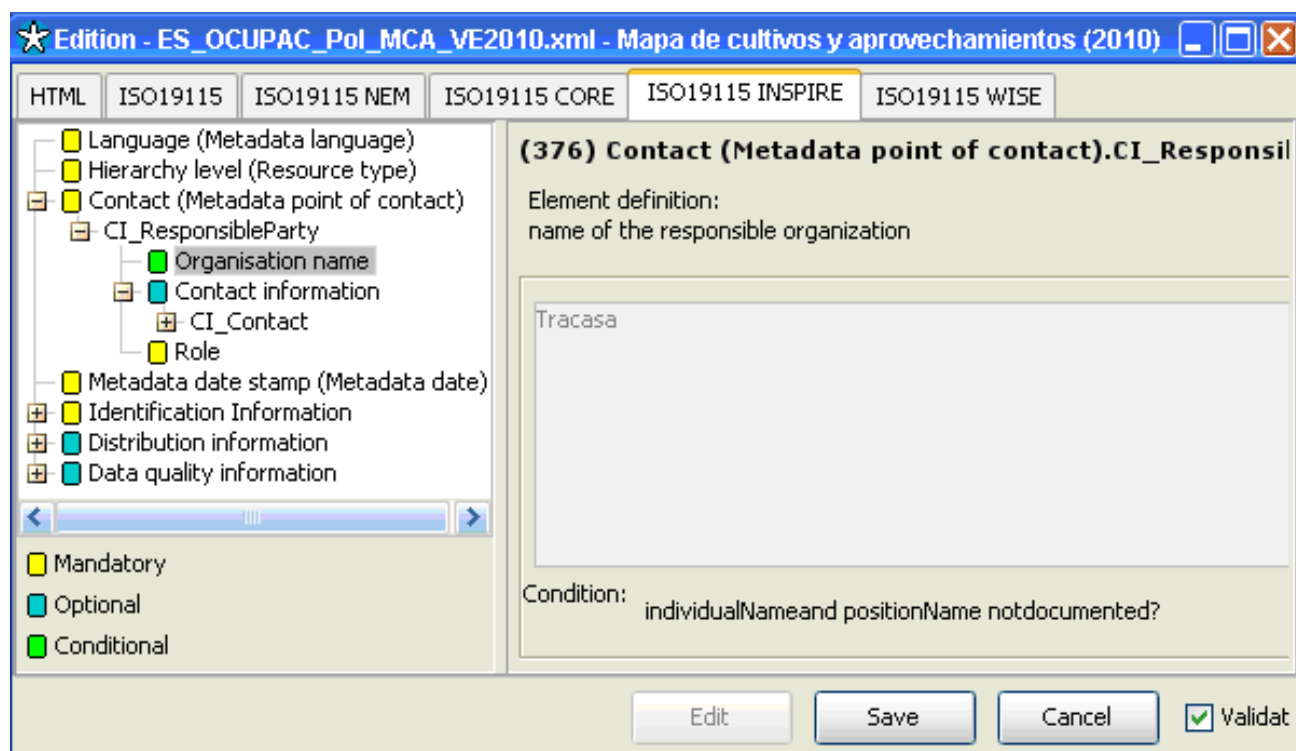 Edition - ES_OCUPAC_Pol_MCA_VE2010.xml - Mapa de cultivos y aprovechamientos (2010)
HTML ISO19115 ISO19115 NEM ISO19115 CORE ISO19115 INSPIRE ISO19115 WISE
Language (Metadata language)
Hierarchy level (Resource type)
Contact (Metadata point of contact)
CI_ResponsibleParty
Organisation name
Contact information
CI_Contact
Role
Metadata date stamp (Metadata date)
Identification Information
Distribution information
Data quality information
Mandatory
Optional
Conditional
(376) Contact (Metadata point of contact).CI_Responsil
Element definition:
name of the responsible organization
Tracasa
Condition:
individualNameand positionName notdocumented?
Edit Save Cancel Validat